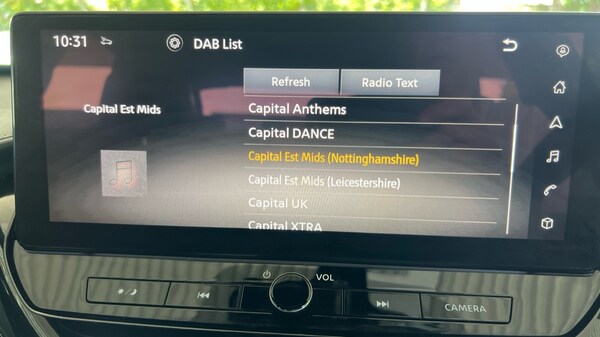 10:31
DAB List
Refresh
Radio Text
Capital Est Mids
Capital Anthems
Capital DANCE
Capital Est Mids (Nottinghamshire)
Capital Est Mids (Leicestershire)
Capital UK
Capital XTRA
VOL
CAMERA